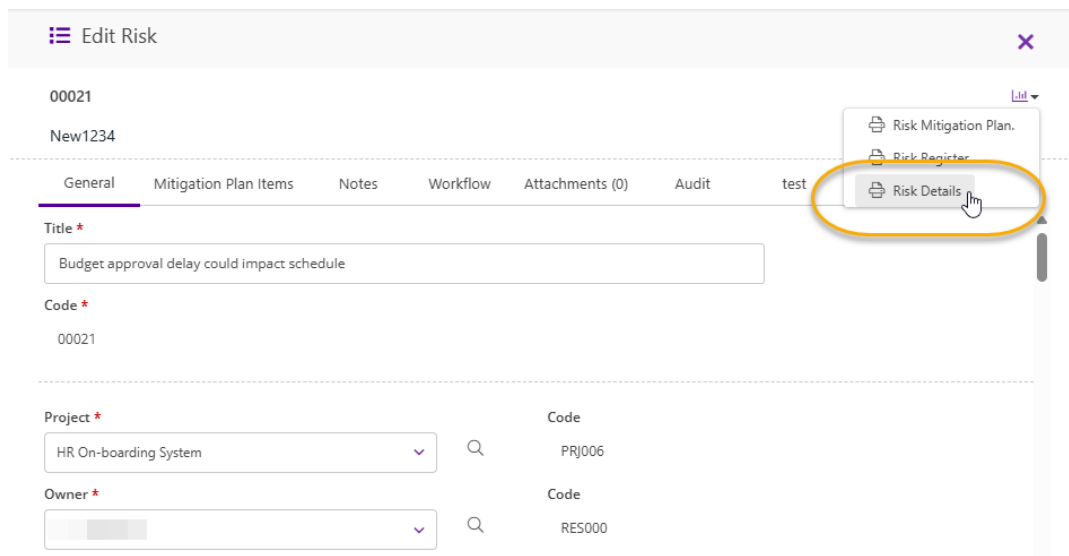 Edit Risk
00021
New1234
Risk Mitigation Plan.
Risk Register
Risk Details
General Mitigation Plan Items Notes Workflow Attachments (0) Audit test
Title *
Budget approval delay could impact schedule
Code *
00021
Project * Code
HR On-boarding System PRJ006
Owner * Code
RES000